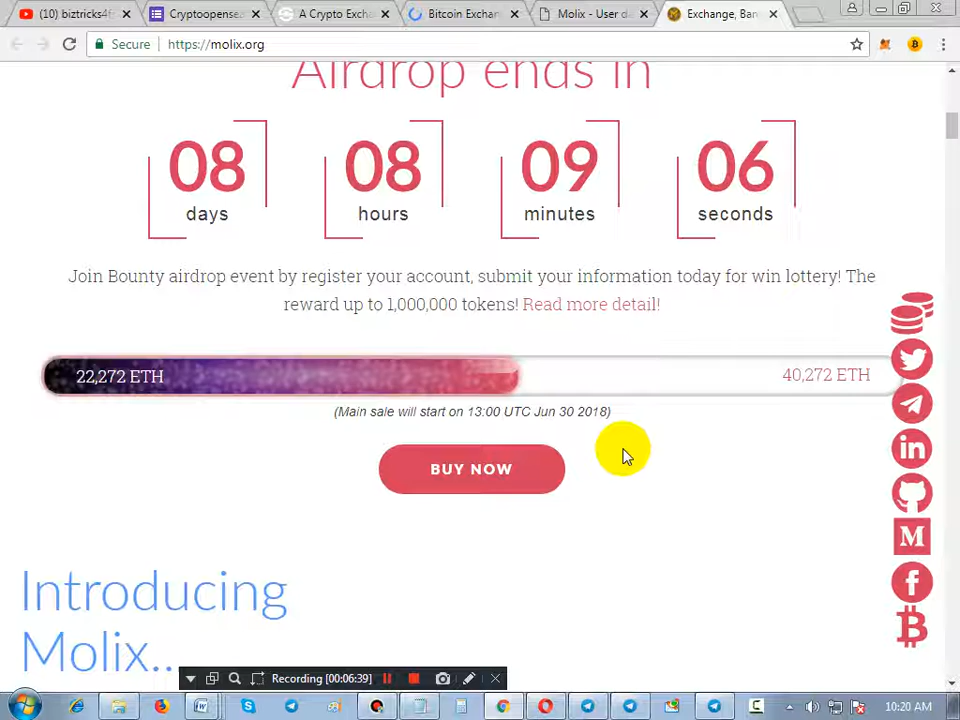 (10) biztricks4f
Cryptoopense
A Crypto Exch
Bitcoin Exchan
Molix - User d
Exchange, Ban
Secure
https://molix.org
Airdrop ends in
08
08
09
06
days
hours
minutes
seconds
Join Bounty airdrop event by register your account, submit your information today for win lottery! The
reward up to 1,000,000 tokens! Read more detail!
22,272 ETH
40,272 ETH
(Main sale will start on 13:00 UTC Jun 30 2018)
BUY NOW
Introducing
Molix..
Recording [00:06:39]
10:20 AM